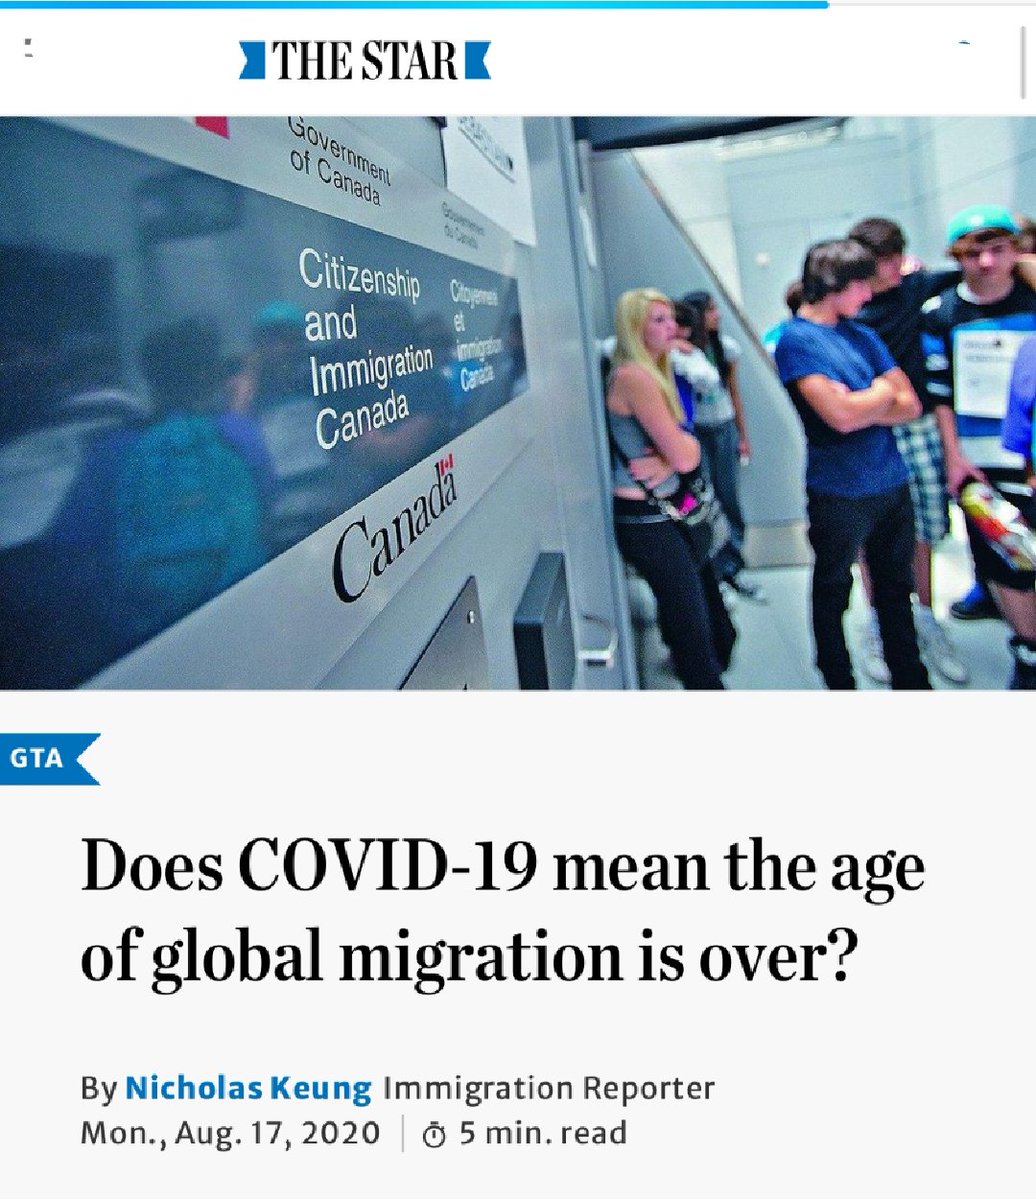 THE STAR
Government
of Canada
Gouvernement
du Canada
Citizenship
and
Immigration
Canada
Citoyenneté
et
Immigration
Canada
Canada
GTA
Does COVID-19 mean the age
of global migration is over?
By Nicholas Keung Immigration Reporter
Mon., Aug. 17, 2020 | 5 min. read